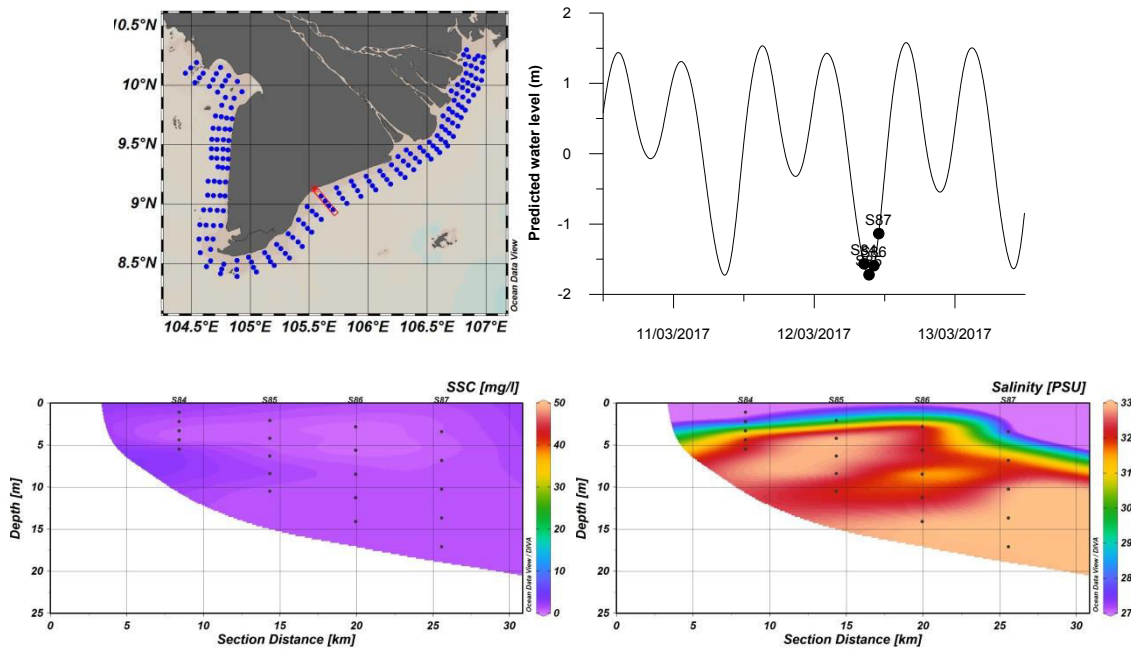 10.5°N
10°N
9.5°N
9°N
8.5°N
104.5°E 105°E 105.5°E 106°E 106.5°E 107°E
Ocean Data View
Predicted water level (m)
2
1
0
-1
-2
S87
S84
S86
11/03/2017 12/03/2017 13/03/2017
SSC [mg/l]
S84 S85 S86 S87
0
5
10
15
20
25
Depth [m]
0 5 10 15 20 25 30
Section Distance [km]
50
40
30
20
10
0
Ocean Data View / DIVA
Salinity [PSU]
S84 S85 S86 S87
0
5
10
15
20
25
Depth [m]
0 5 10 15 20 25 30
Section Distance [km]
33
32
31
30
29
28
27
Ocean Data View / DIVA